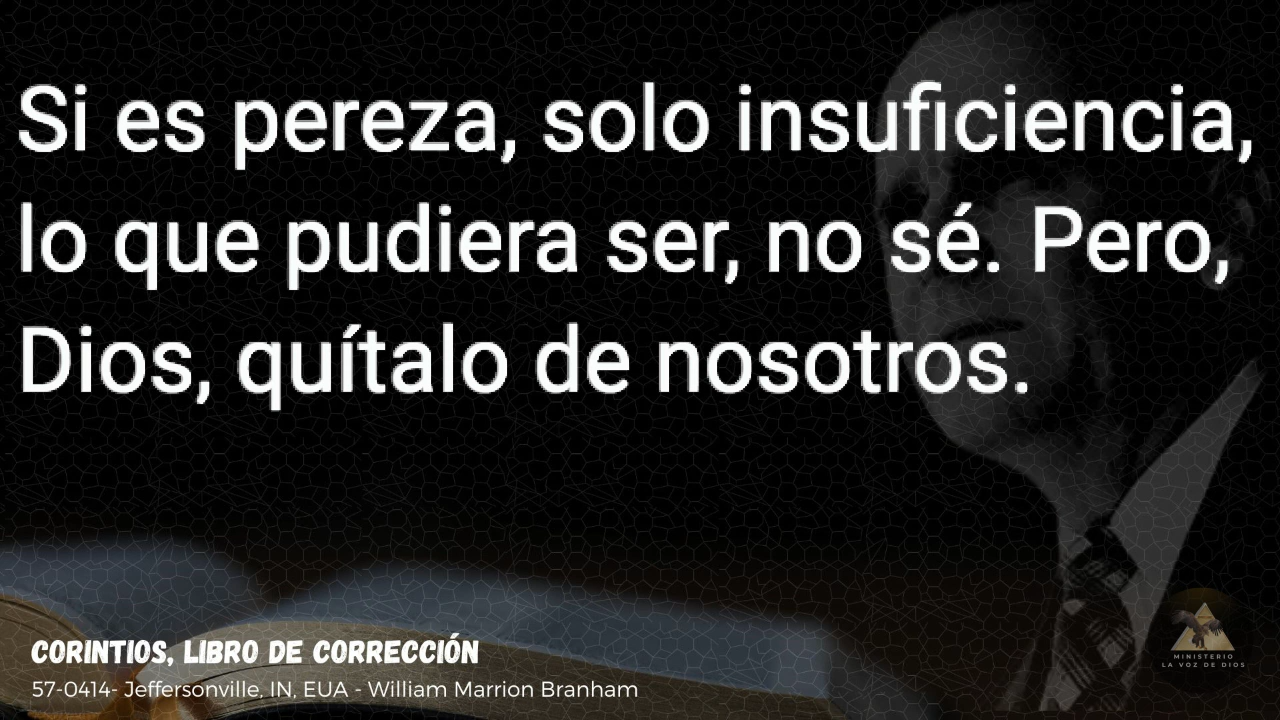 Si es pereza, solo insuficiencia,
lo que pudiera ser, no sé. Pero,
Dios, quítalo de nosotros.
CORINTIOS, LIBRO DE CORRECCIÓN
57-0414- Jeffersonville, IN, EUA - William Marrion Branham
MINISTERIO
LA VOZ DE DIOS